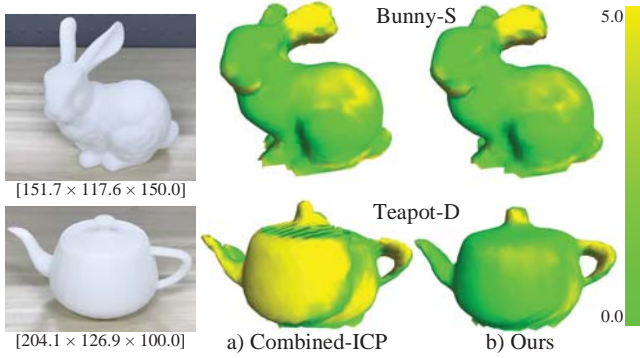 Bunny-S
5.0
[151.7 × 117.6 × 150.0]
Teapot-D
0.0
[204.1 × 126.9 × 100.0]
a) Combined-ICP
b) Ours